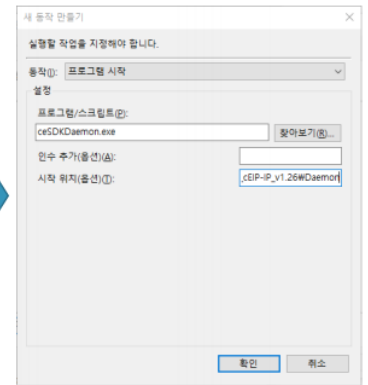 새 동작 만들기
실행할 작업을 지정해야 합니다.
동작(I): 프로그램 시작
설정
프로그램/스크립트(P):
ceSDKDaemon.exe 찾아보기(R)...
인수 추가(옵션)(A):
시작 위치(옵션)(T): _cEIP-IP_v1.26₩Daemon
확인 취소